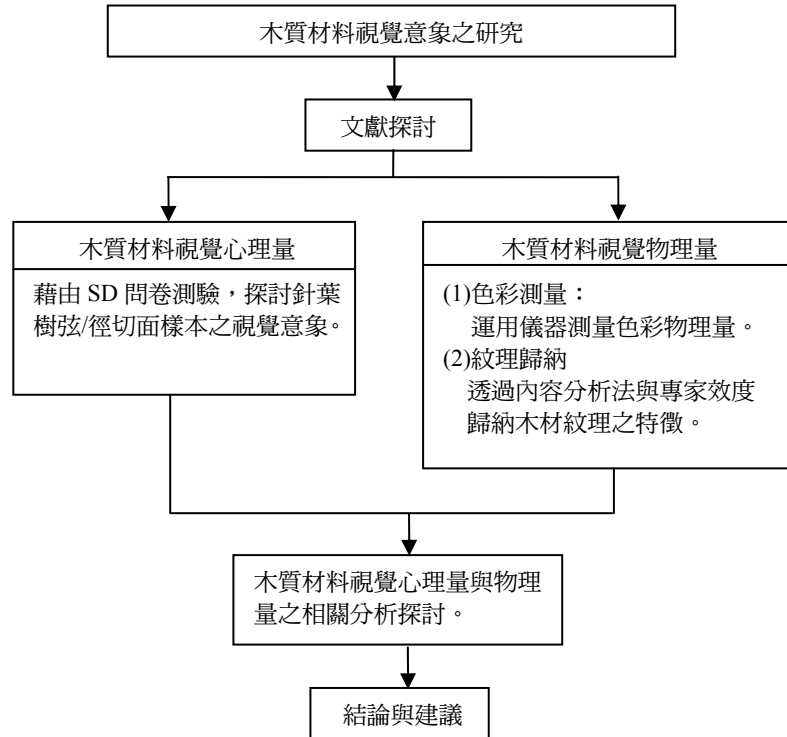 木質材料視覺意象之研究
文獻探討
木質材料視覺心理量
藉由 SD 問卷測驗，探討針葉
樹弦/徑切面樣本之視覺意象。
木質材料視覺物理量
(1)色彩測量：
運用儀器測量色彩物理量。
(2)紋理歸納
透過內容分析法與專家效度
歸納木材紋理之特徵。
木質材料視覺心理量與物理
量之相關分析探討。
結論與建議